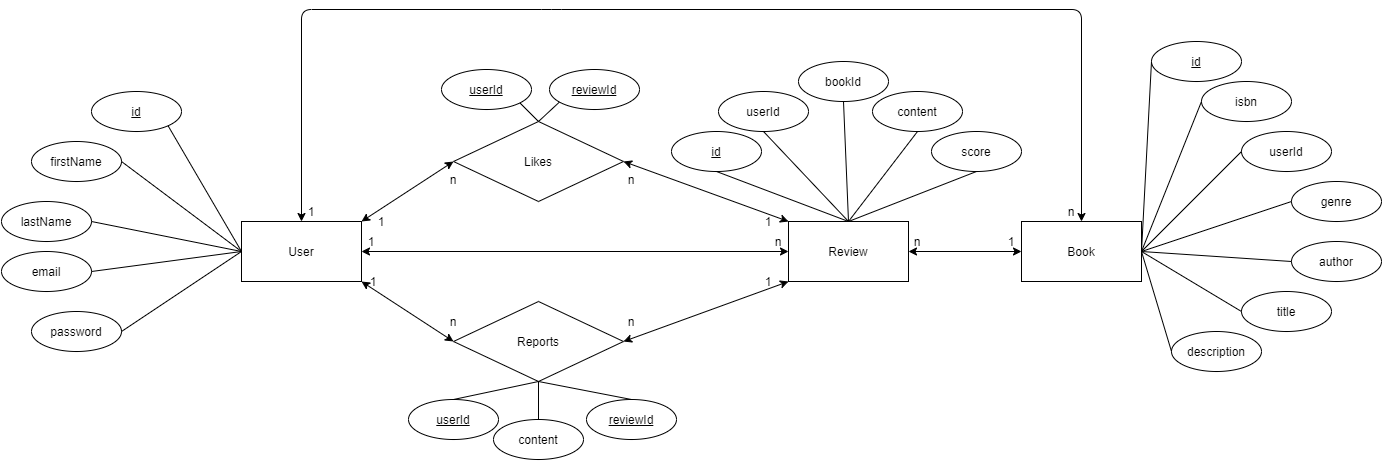 id
firstName
lastName
email
password
User
1
1
1
1
userId
reviewId
Likes
n
n
1
n
Reports
n
n
1
userId
content
reviewId
id
userId
bookId
content
score
Review
n
1
n
Book
id
isbn
userId
genre
author
title
description